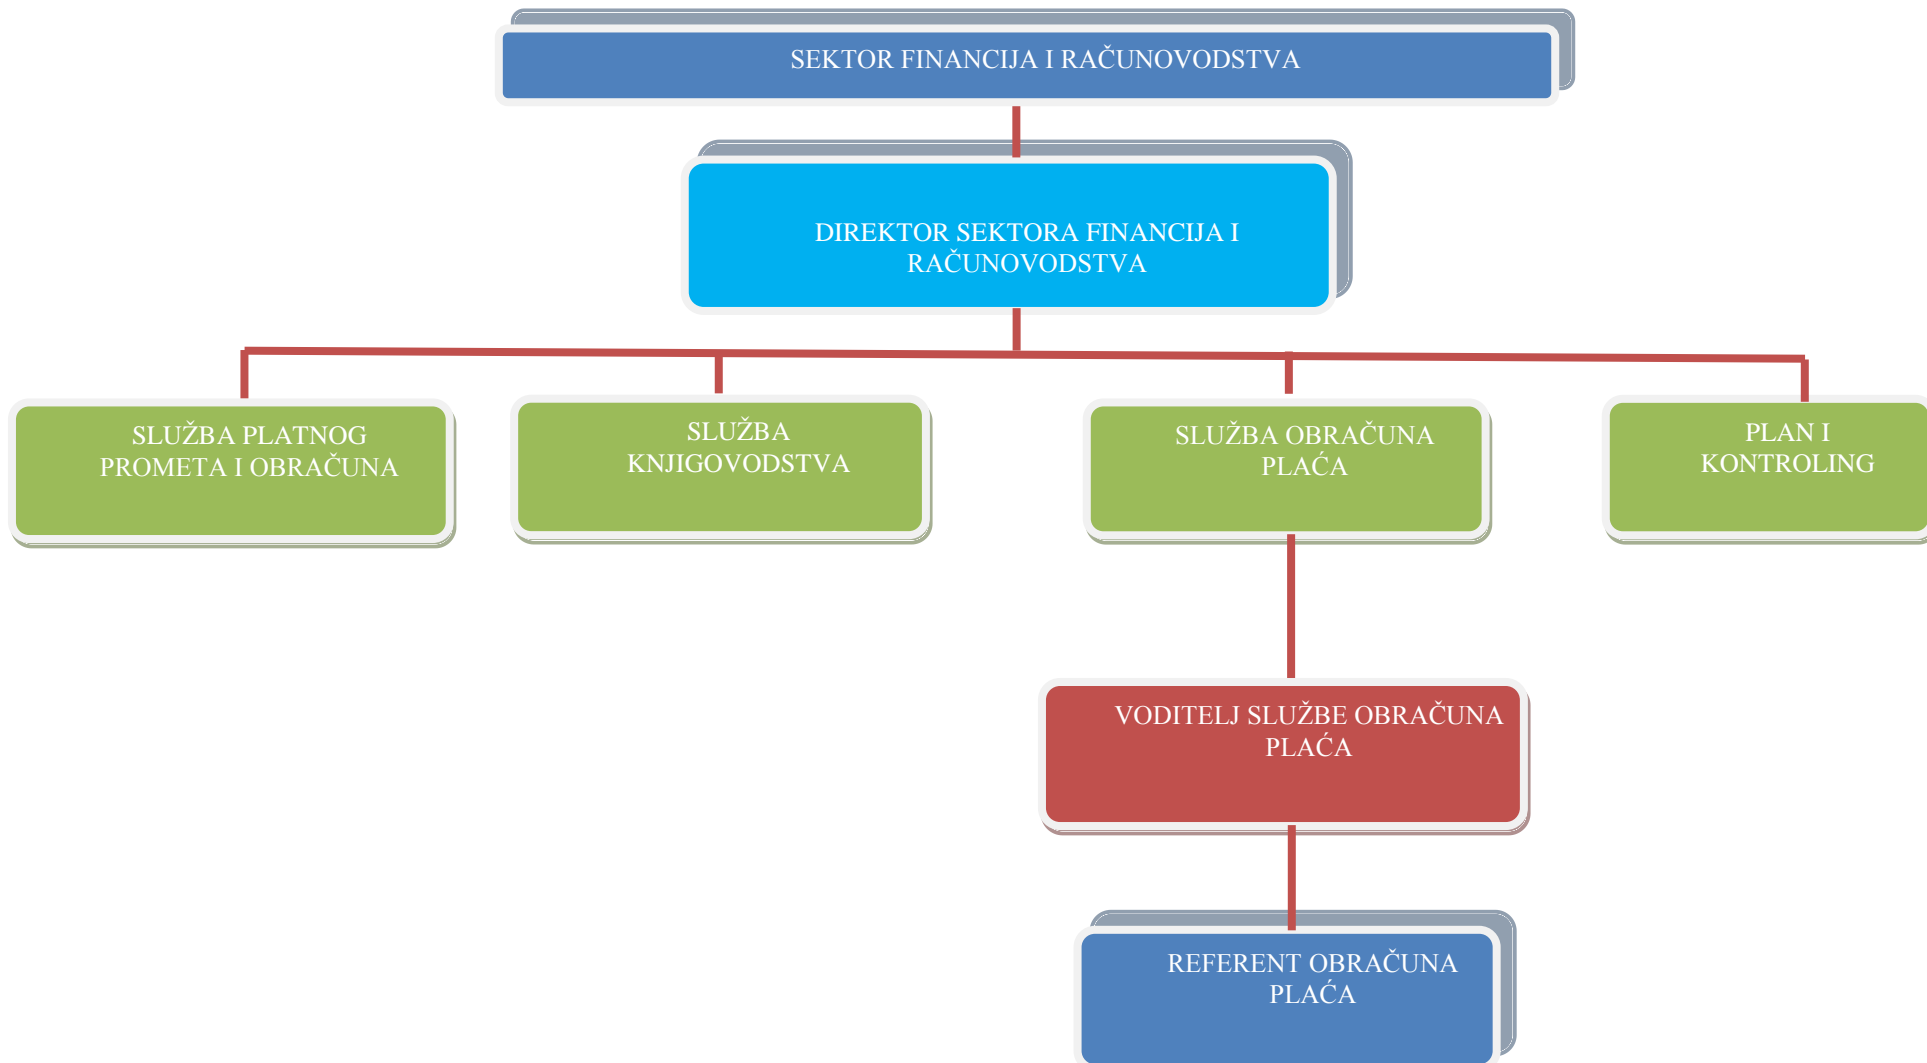 SEKTOR FINANCIJA I RAČUNOVODSTVA
DIREKTOR SEKTORA FINANCIJA I
RAČUNOVODSTVA
SLUŽBA PLATNOG
PROMETA I OBRAČUNA
SLUŽBA
KNJIGOVODSTVA
SLUŽBA OBRAČUNA
PLAĆA
PLAN I
KONTROLING
VODITELJ SLUŽBE OBRAČUNA
PLAĆA
REFERENT OBRAČUNA
PLAĆA